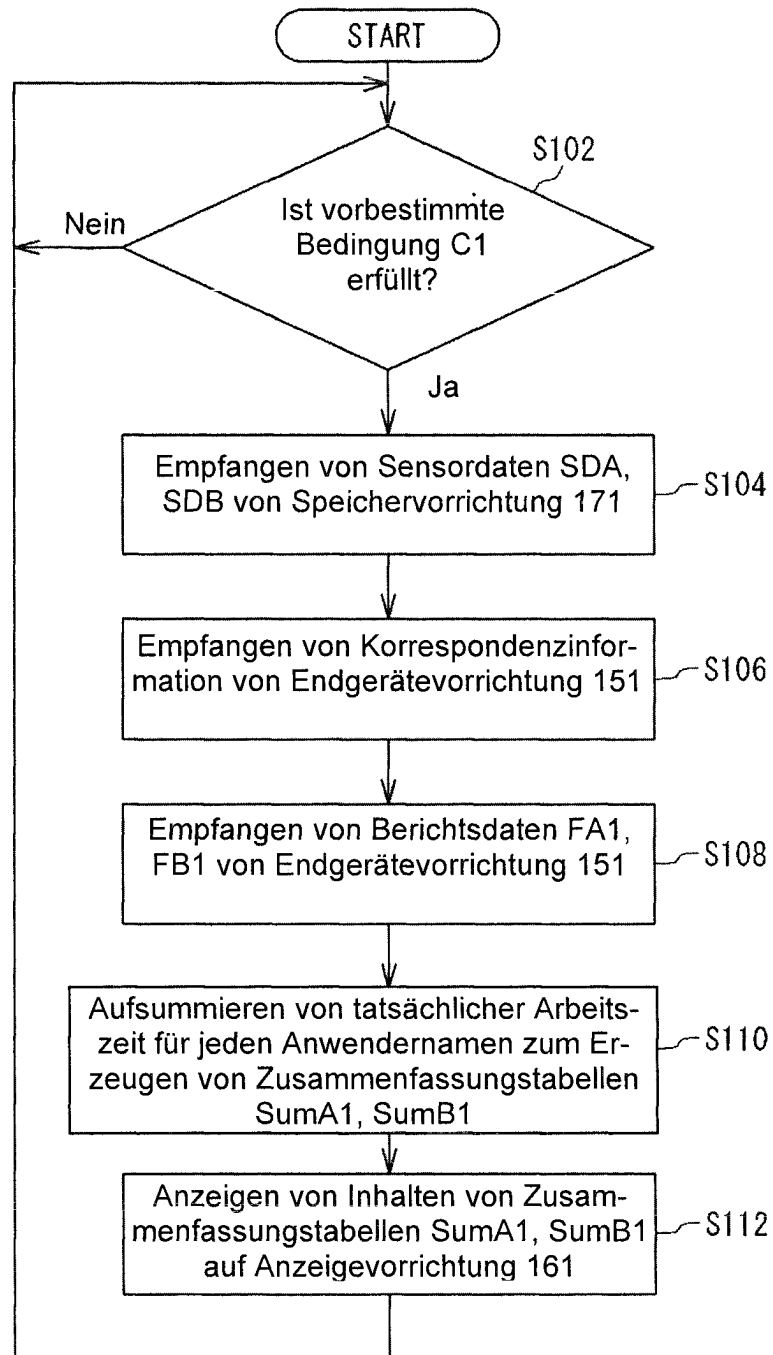 START
S102
Ist vorbestimmte
Bedingung C1
erfüllt?
Nein
Ja
Empfangen von Sensordaten SDA,
SDB von Speichervorrichtung 171
S104
Empfangen von Korrespondenzinfor-
mation von Endgerätevorrichtung 151
S106
Empfangen von Berichtsdaten FA1,
FB1 von Endgerätevorrichtung 151
S108
Aufsummieren von tatsächlicher Arbeits-
zeit für jeden Anwendernamen zum Er-
zeugen von Zusammenfassungstabellen
SumA1, SumB1
S110
Anzeigen von Inhalten von Zusam-
menfassungstabellen SumA1, SumB1
auf Anzeigevorrichtung 161
S112